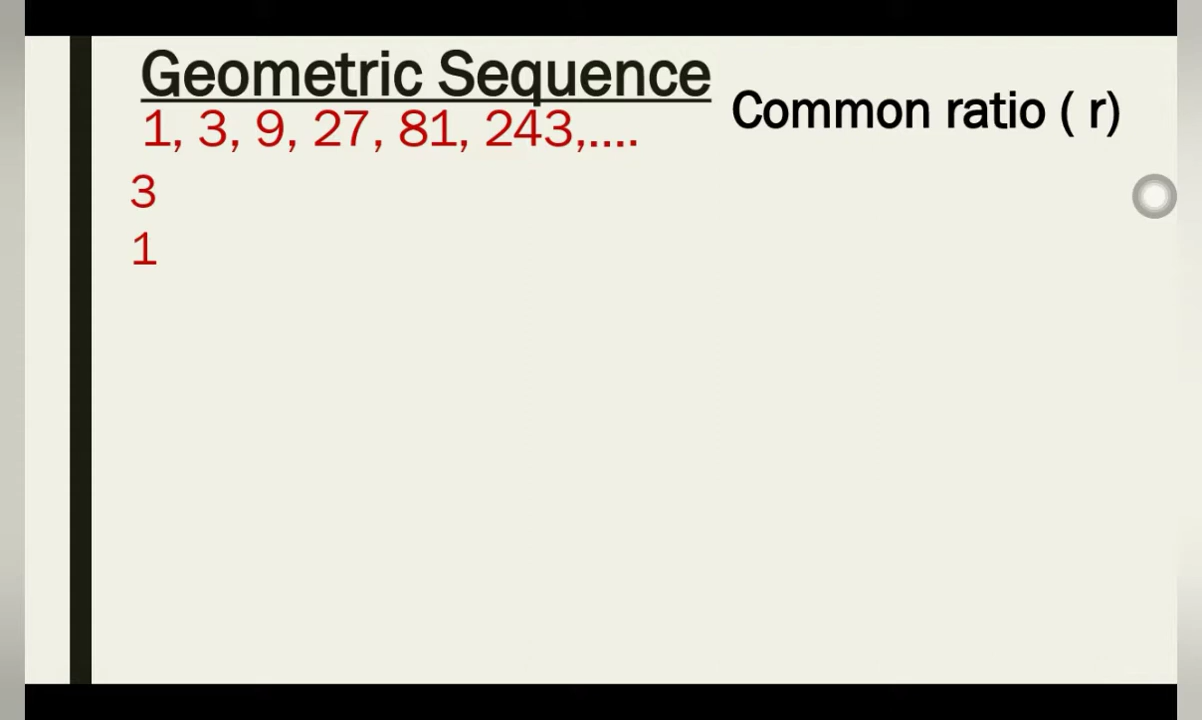 Geometric Sequence
Common ratio ( r)
1, 3, 9, 27, 81, 243,....
3
1